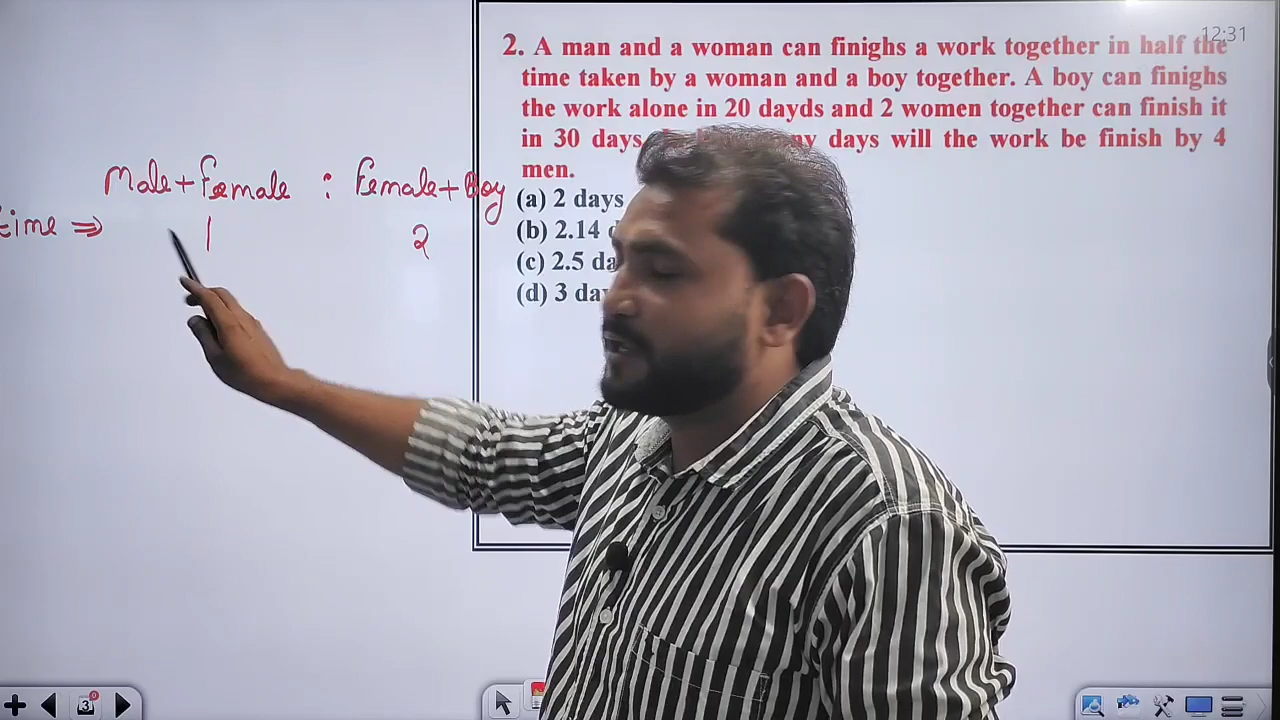 12:31
2. A man and a woman can finighs a work together in half the
time taken by a woman and a boy together. A boy can finighs
the work alone in 20 dayds and 2 women together can finish it
in 30 days days will the work be finish by 4
men.
(a) 2 days
(b) 2.14
(c) 2.5
(d) 3
Male + Female : Female + Boy
time ⇒ 1 2
3